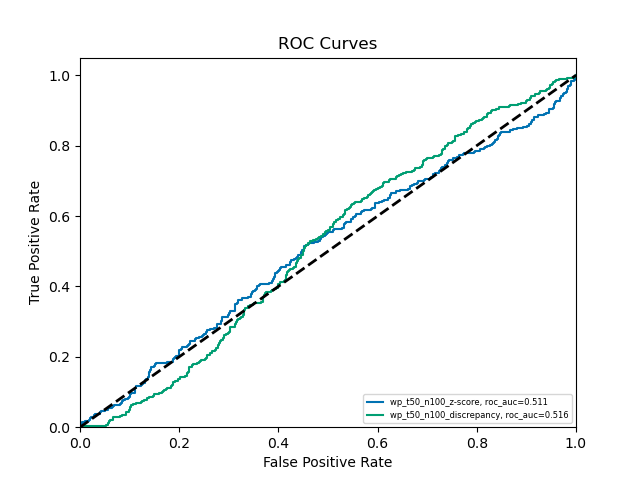 ROC Curves
True Positive Rate
1.0
0.8
0.6
0.4
0.2
0.0
wp_t50_n100_z-score, roc_auc=0.511
wp_t50_n100_discrepancy, roc_auc=0.516
0.0 0.2 0.4 0.6 0.8 1.0
False Positive Rate